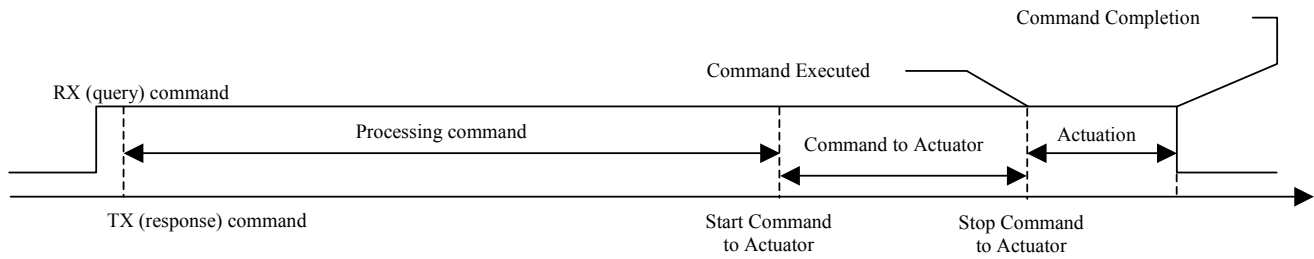 Command Completion
Command Executed
RX (query) command
Processing command
Command to Actuator
Actuation
TX (response) command
Start Command
to Actuator
Stop Command
to Actuator